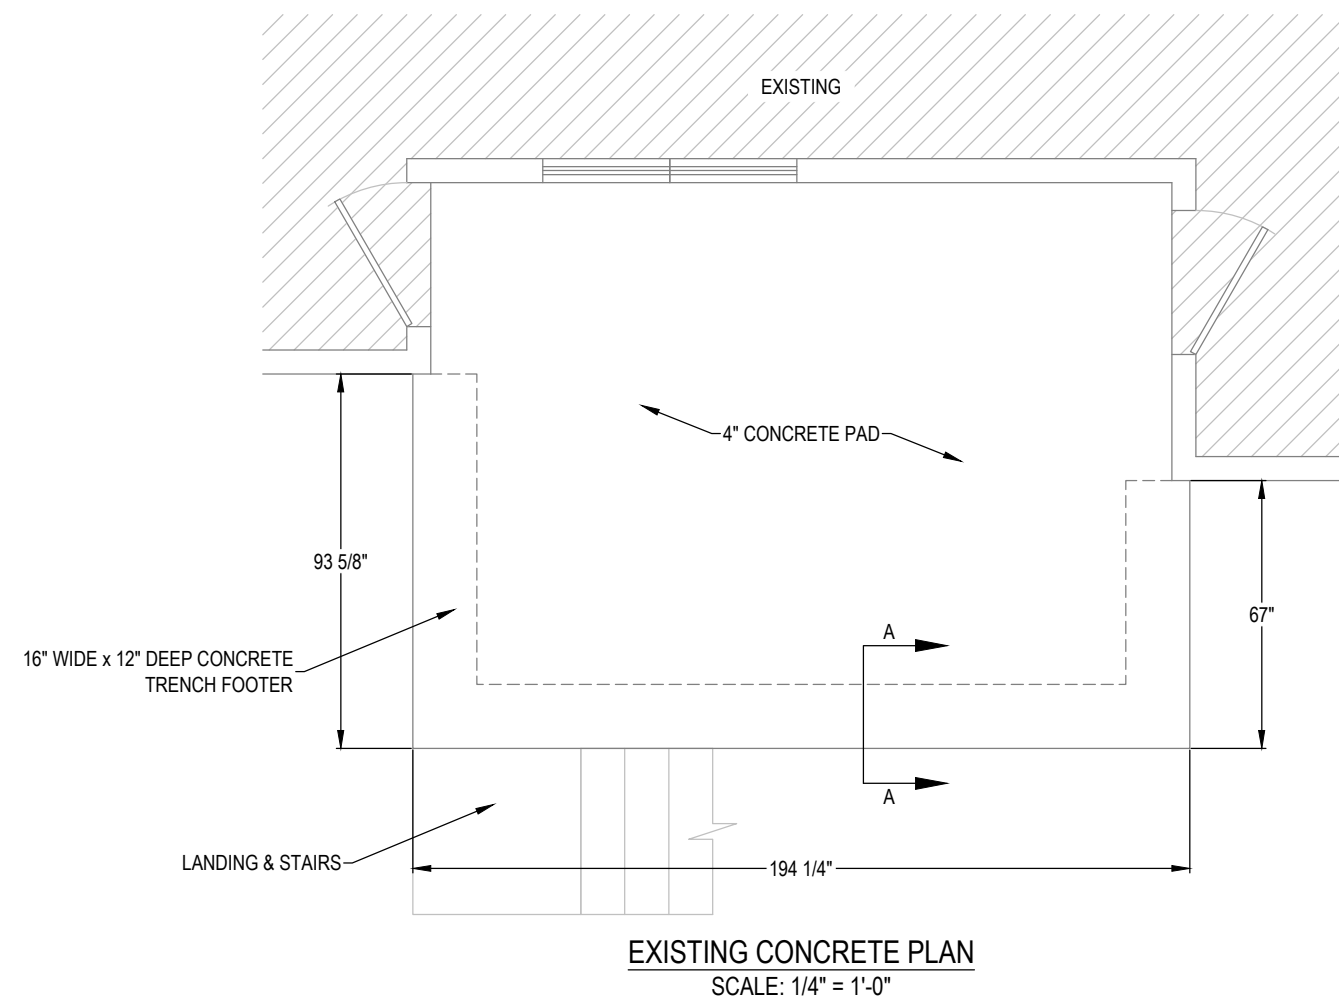 EXISTING
4" CONCRETE PAD
93 5/8"
67"
A
16" WIDE x 12" DEEP CONCRETE
TRENCH FOOTER
A
LANDING & STAIRS
194 1/4"
EXISTING CONCRETE PLAN
SCALE: 1/4" = 1'-0"